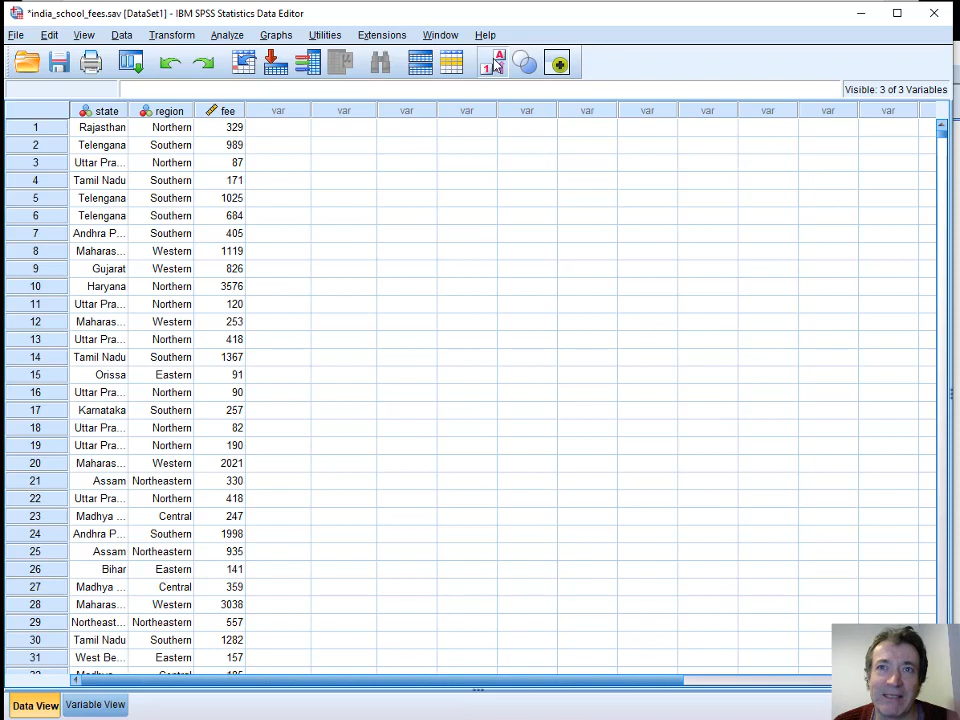 *india_school_fees.sav [DataSet1] - IBM SPSS Statistics Data Editor
File Edit View Data Transform Analyze Graphs Utilities Extensions Window Help
Visible: 3 of 3 Variables
state region fee var var var var var var var var var var var
1 Rajasthan Northern 329
2 Telengana Southern 989
3 Uttar Pra... Northern 87
4 Tamil Nadu Southern 171
5 Telengana Southern 1025
6 Telengana Southern 684
7 Andhra P... Southern 405
8 Maharas... Western 1119
9 Gujarat Western 826
10 Haryana Northern 3576
11 Uttar Pra... Northern 120
12 Maharas... Western 253
13 Uttar Pra... Northern 418
14 Tamil Nadu Southern 1367
15 Orissa Eastern 91
16 Uttar Pra... Northern 90
17 Karnataka Southern 257
18 Uttar Pra... Northern 82
19 Uttar Pra... Northern 190
20 Maharas... Western 2021
21 Assam Northeastern 330
22 Uttar Pra... Northern 418
23 Madhya ... Central 247
24 Andhra P... Southern 1998
25 Assam Northeastern 935
26 Bihar Eastern 141
27 Madhya ... Central 359
28 Maharas... Western 3038
29 Northeast... Northeastern 557
30 Tamil Nadu Southern 1282
31 West Be... Eastern 157
Data View Variable View